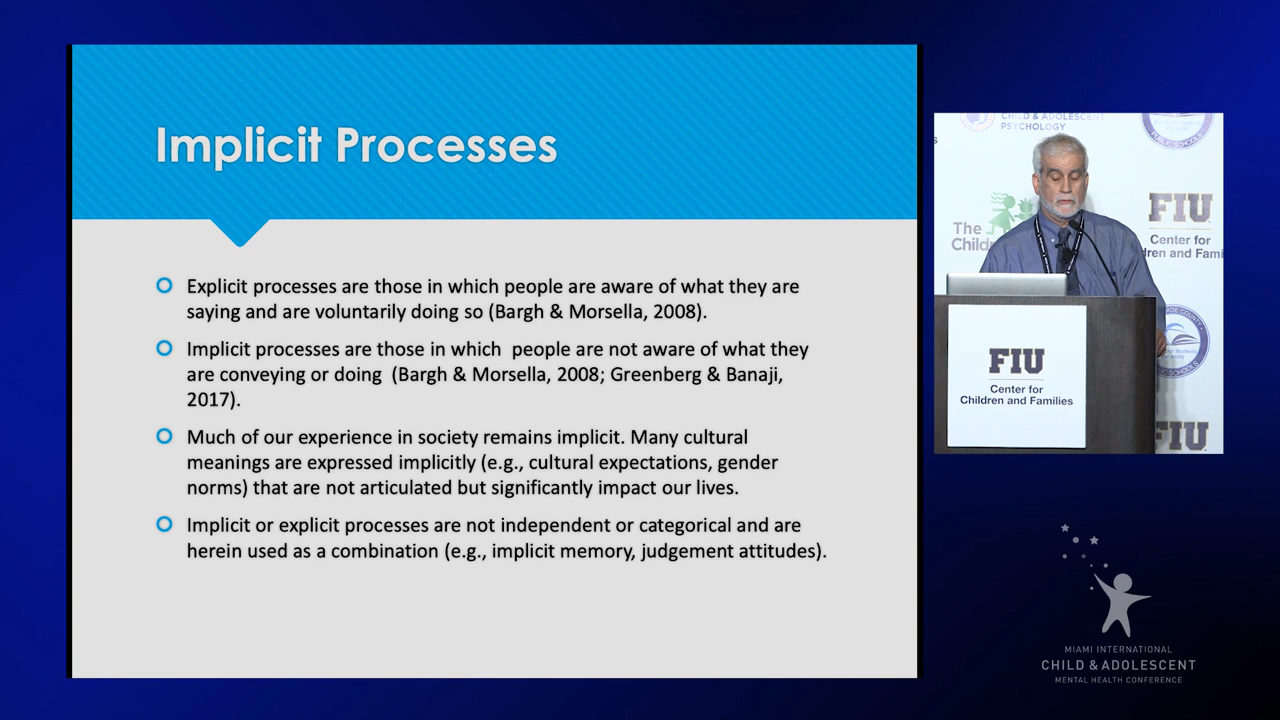 Implicit Processes
Explicit processes are those in which people are aware of what they are
saying and are voluntarily doing so (Bargh & Morsella, 2008).
Implicit processes are those in which people are not aware of what they
are conveying or doing (Bargh & Morsella, 2008; Greenberg & Banaji,
2017).
Much of our experience in society remains implicit. Many cultural
meanings are expressed implicitly (e.g., cultural expectations, gender
norms) that are not articulated but significantly impact our lives.
Implicit or explicit processes are not independent or categorical and are
herein used as a combination (e.g., implicit memory, judgement attitudes).
CHILD & ADOLESCENT
PSYCHOLOGY
PUBLIC SCHOOLS
The
FIU
Center for
FIU
Center for
Children and Families
FIU
MIAMI INTERNATIONAL
CHILD & ADOLESCENT
MENTAL HEALTH CONFERENCE